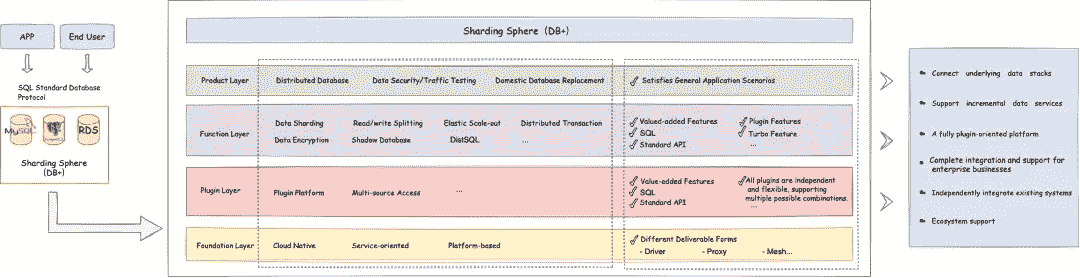 APP
End User
SQL Standard Database
Protocol
MySQL
RDS
Sharding Sphere
(DB+)
Sharding Sphere (DB+)
Product Layer
Distributed Database
Data Security/Traffic Testing
Domestic Database Replacement
Satisfies General Application Scenarios
Function Layer
Data Sharding
Read/write Splitting
Elastic Scale-out
Distributed Transaction
Data Encryption
Shadow Database
DistSQL
...
Valued-added Features
SQL
Standard API
Plugin Features
Turbo Feature
...
Plugin Layer
Plugin Platform
Multi-source Access
...
Value-added Features
SQL
Standard API
All plugins are independent
and flexible, supporting
multiple possible combinations.
...
Foundation Layer
Cloud Native
Service-oriented
Platform-based
Different Deliverable Forms
- Driver
- Proxy
- Mesh...
Connect underlying data stacks
Support incremental data services
A fully plugin-oriented platform
Complete integration and support for
enterprise businesses
Independently integrate existing systems
Ecosystem support